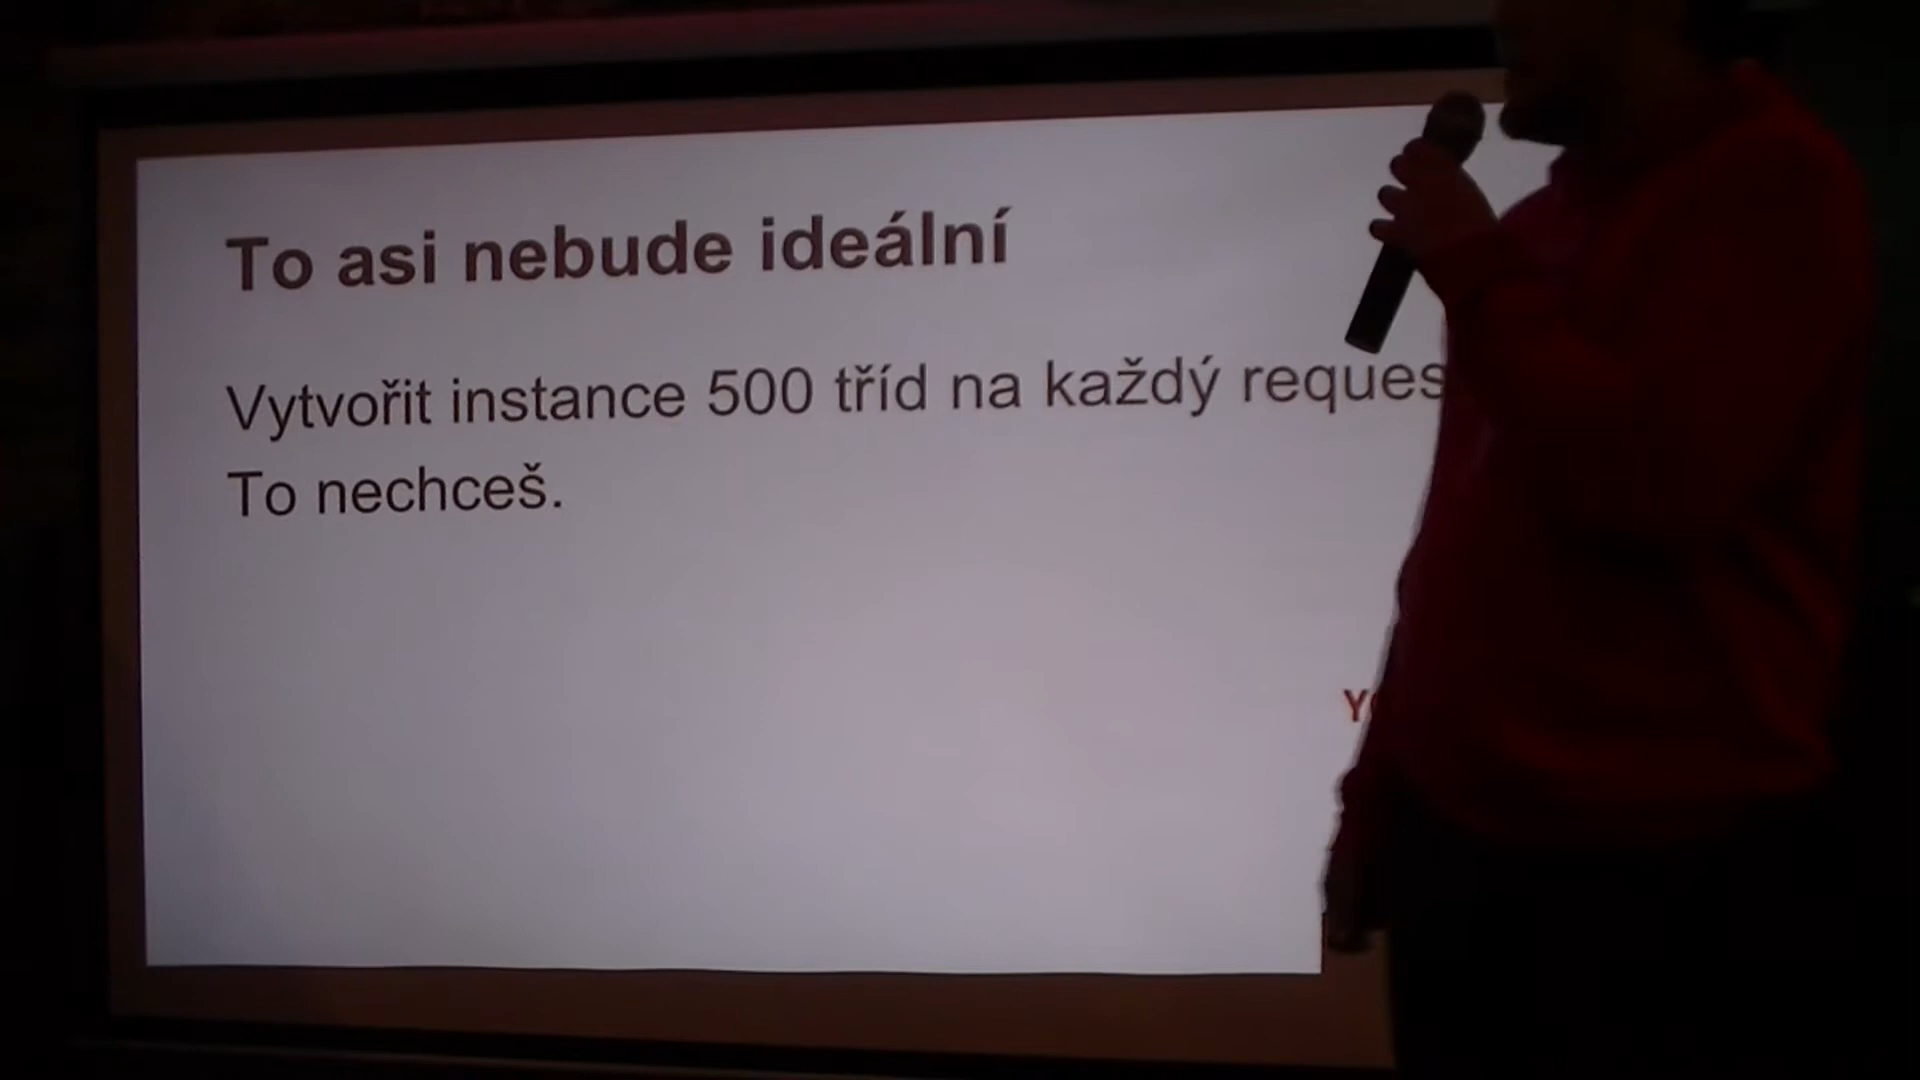 To asi nebude ideální
Vytvořit instance 500 tříd na každý reques
To nechceš.